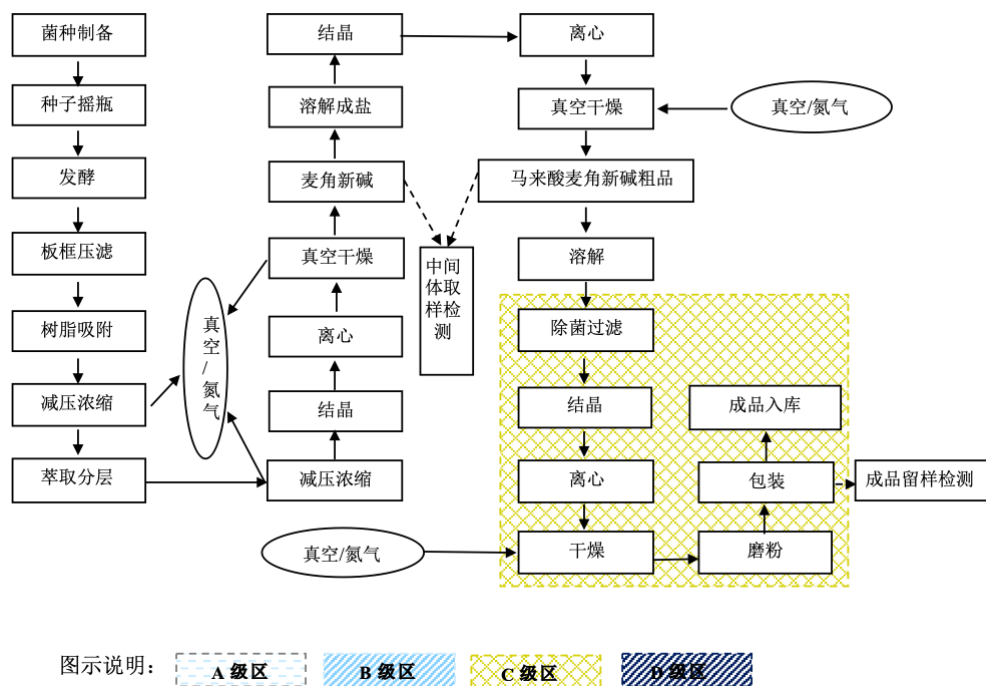 菌种制备
种子摇瓶
发酵
板框压滤
树脂吸附
减压浓缩
萃取分层
真空/氮气
结晶
溶解成盐
麦角新碱
真空干燥
离心
结晶
减压浓缩
中间
体取
样检
测
离心
真空干燥
真空/氮气
马来酸麦角新碱粗品
溶解
除菌过滤
结晶
离心
干燥
真空/氮气
磨粉
包装
成品入库
成品留样检测
图示说明：
A 级区
B 级区
C 级区
D 级区